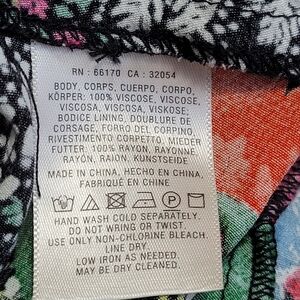 RN : 66170 CA : 32054
BODY, CORPS, CUERPO, CORPO,
KÖRPER: 100% VISCOSE, VISCOSE,
VISCOSA, VISCOSA, VISKOSE;
BODICE LINING, DOUBLURE DE
CORSAGE, FORRO DEL CORPINO,
RIVESTIMENTO CORPETTO, MIEDER
FUTTER: 100% RAYON, RAYONNE,
RAYON, RAION, KUNSTSEIDE
MADE IN CHINA, HECHO EN CHINA,
FABRIQUÉ EN CHINE
HAND WASH COLD SEPARATELY.
DO NOT WRING OR TWIST.
USE ONLY NON-CHLORINE BLEACH.
LINE DRY.
LOW IRON AS NEEDED.
MAY BE DRY CLEANED.